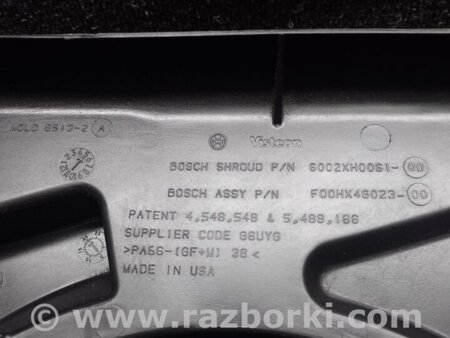 MOLD 8513-2 A
Visteon
BOSCH SHROUD P/N 6002XH0061-00
BOSCH ASSY P/N F00HX4G023-00
PATENT 4,548,548 & 5,489,186
SUPPLIER CODE G6UYG
>PA66-(GF+M) 38<
MADE IN USA
www.razborki.com